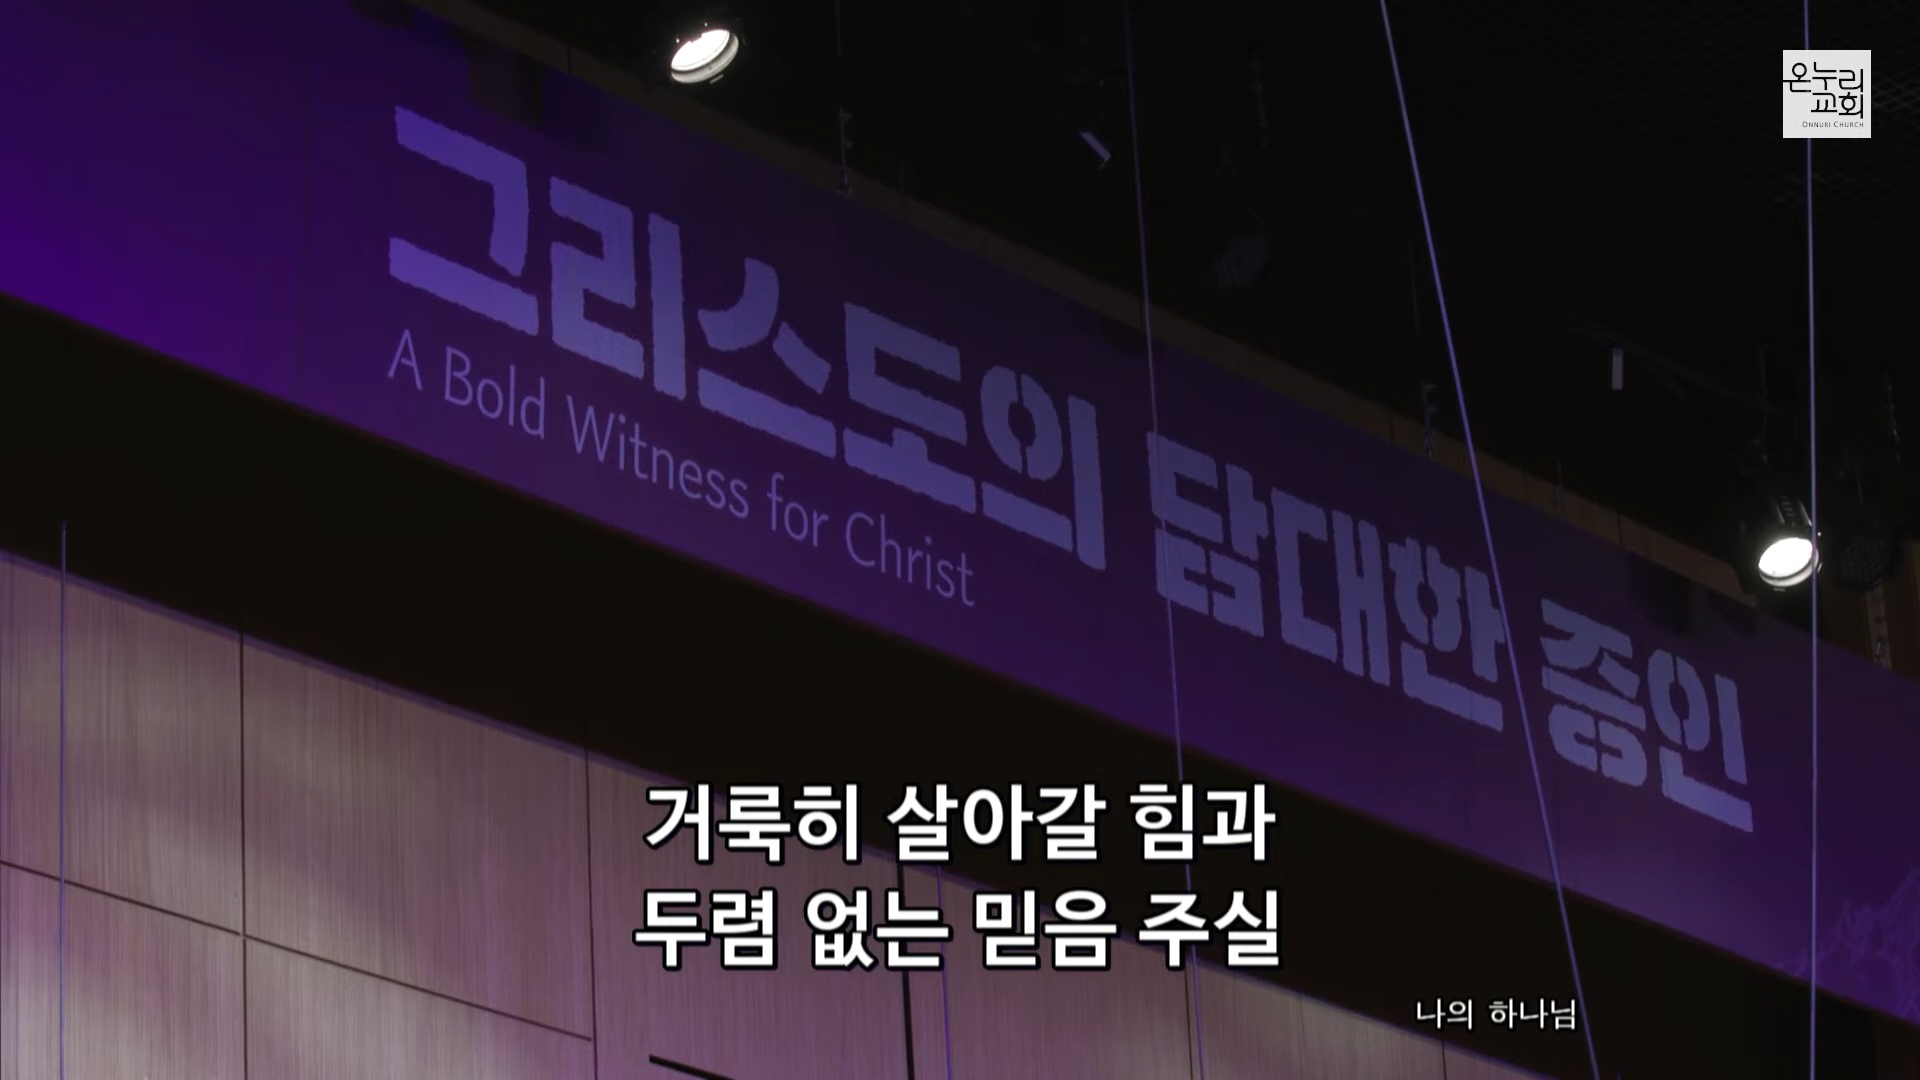 온누리
교회
ONNURI CHURCH
그리스도의 담대한 증인
A Bold Witness for Christ
거룩히 살아갈 힘과
두렴 없는 믿음 주실
나의 하나님